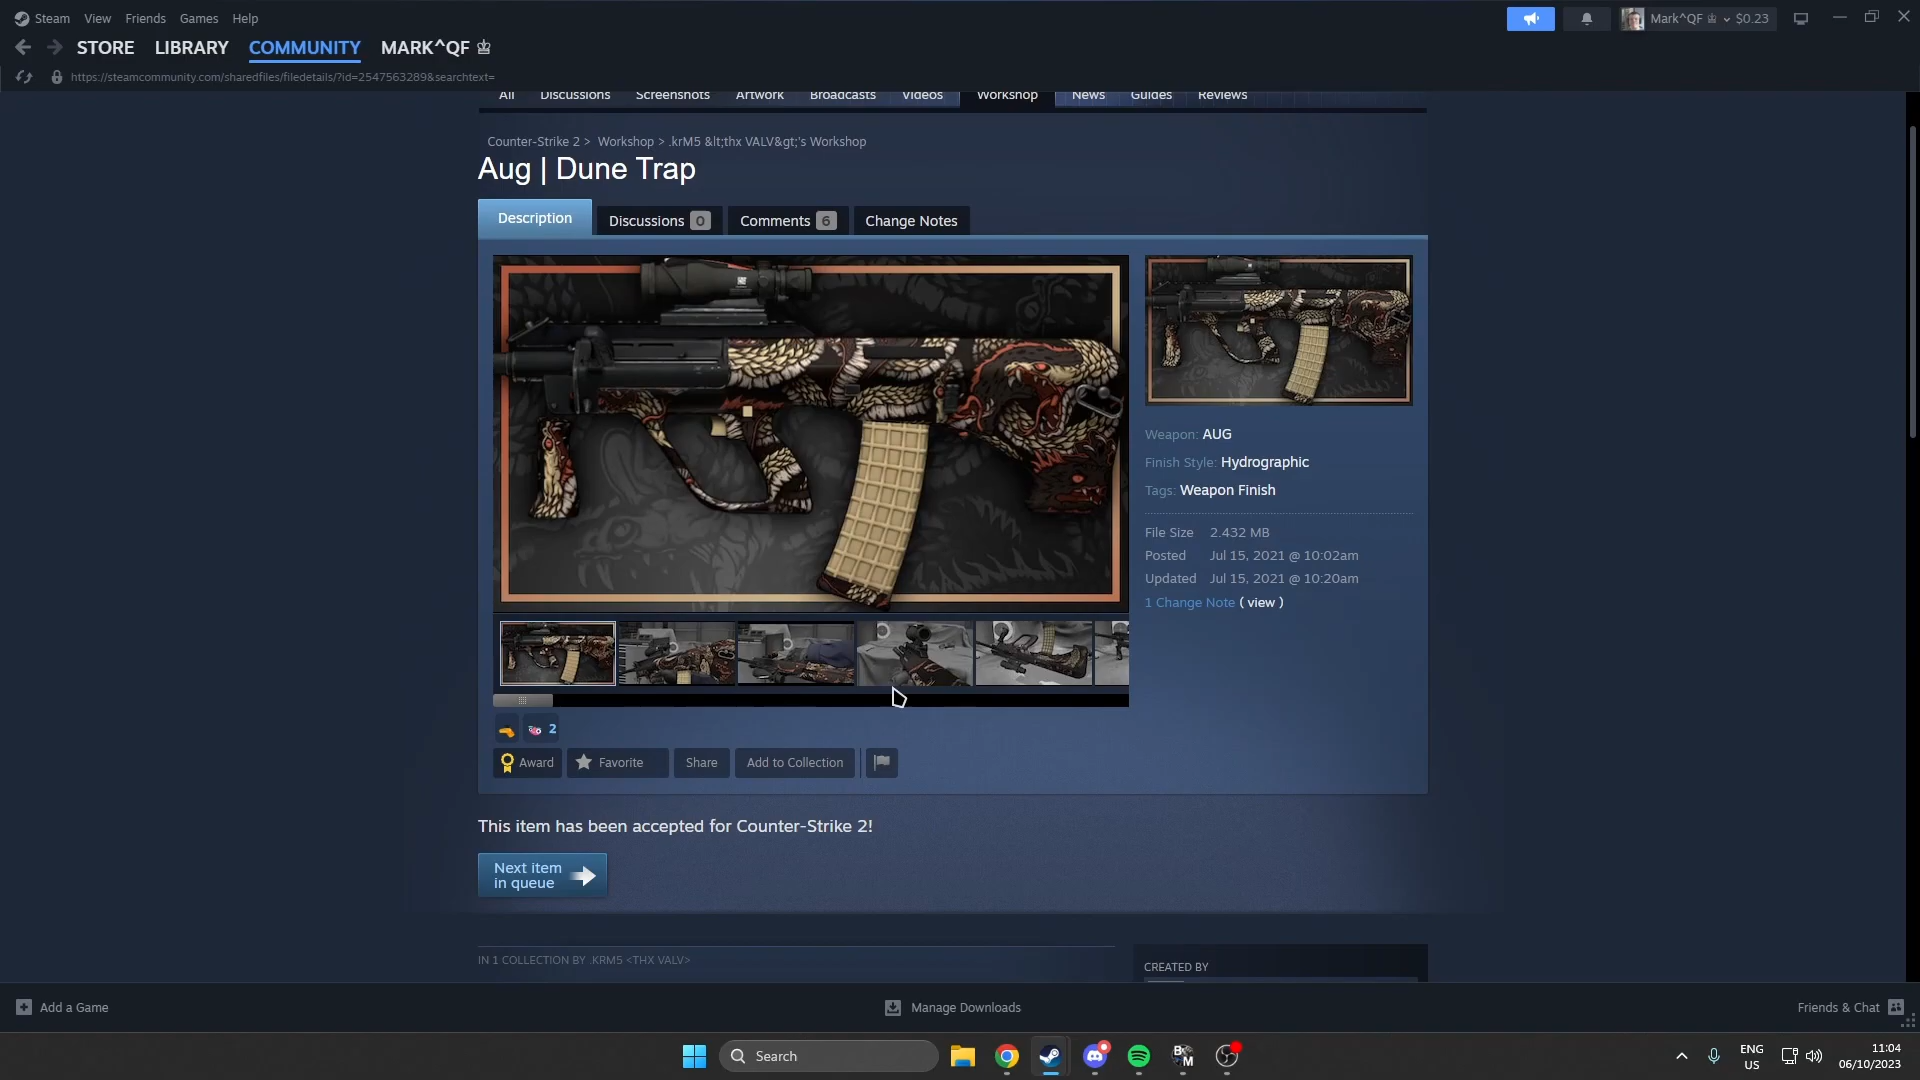 Steam View Friends Games Help
Mark^QF $0.23
STORE LIBRARY COMMUNITY MARK^QF
https://steamcommunity.com/sharedfiles/filedetails/?id=2547563289&searchtext=
All Discussions Screenshots Artwork Broadcasts Videos Workshop News Guides Reviews
Counter-Strike 2 > Workshop > .krM5 &lt;thx VALV&gt;'s Workshop
Aug | Dune Trap
Description Discussions 0 Comments 6 Change Notes
Weapon: AUG
Finish Style: Hydrographic
Tags: Weapon Finish
File Size 2.432 MB
Posted Jul 15, 2021 @ 10:02am
Updated Jul 15, 2021 @ 10:20am
1 Change Note ( view )
2
Award Favorite Share Add to Collection
This item has been accepted for Counter-Strike 2!
Next item
in queue
IN 1 COLLECTION BY .KRM5 <THX VALV>
CREATED BY
Add a Game Manage Downloads Friends & Chat
Search
ENG
US
11:04
06/10/2023